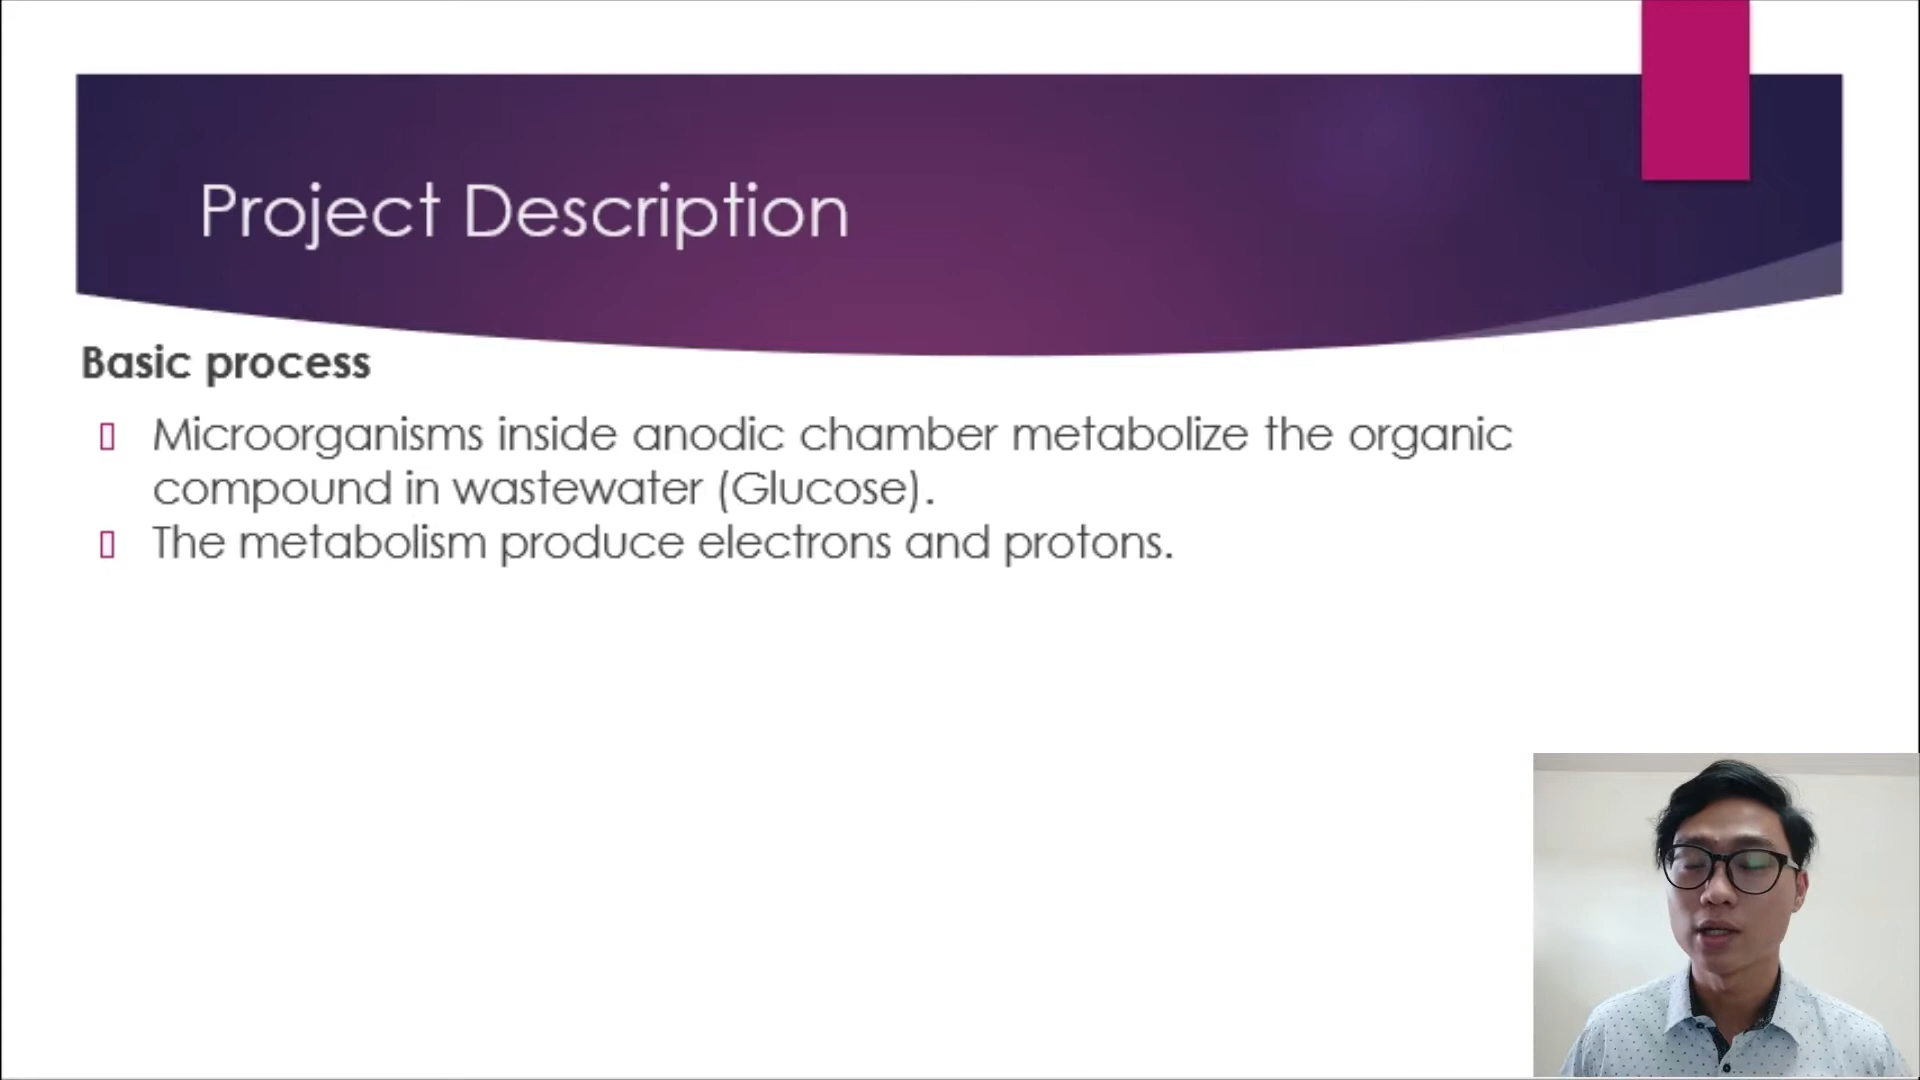 Project Description
Basic process
Microorganisms inside anodic chamber metabolize the organic
compound in wastewater (Glucose).
The metabolism produce electrons and protons.